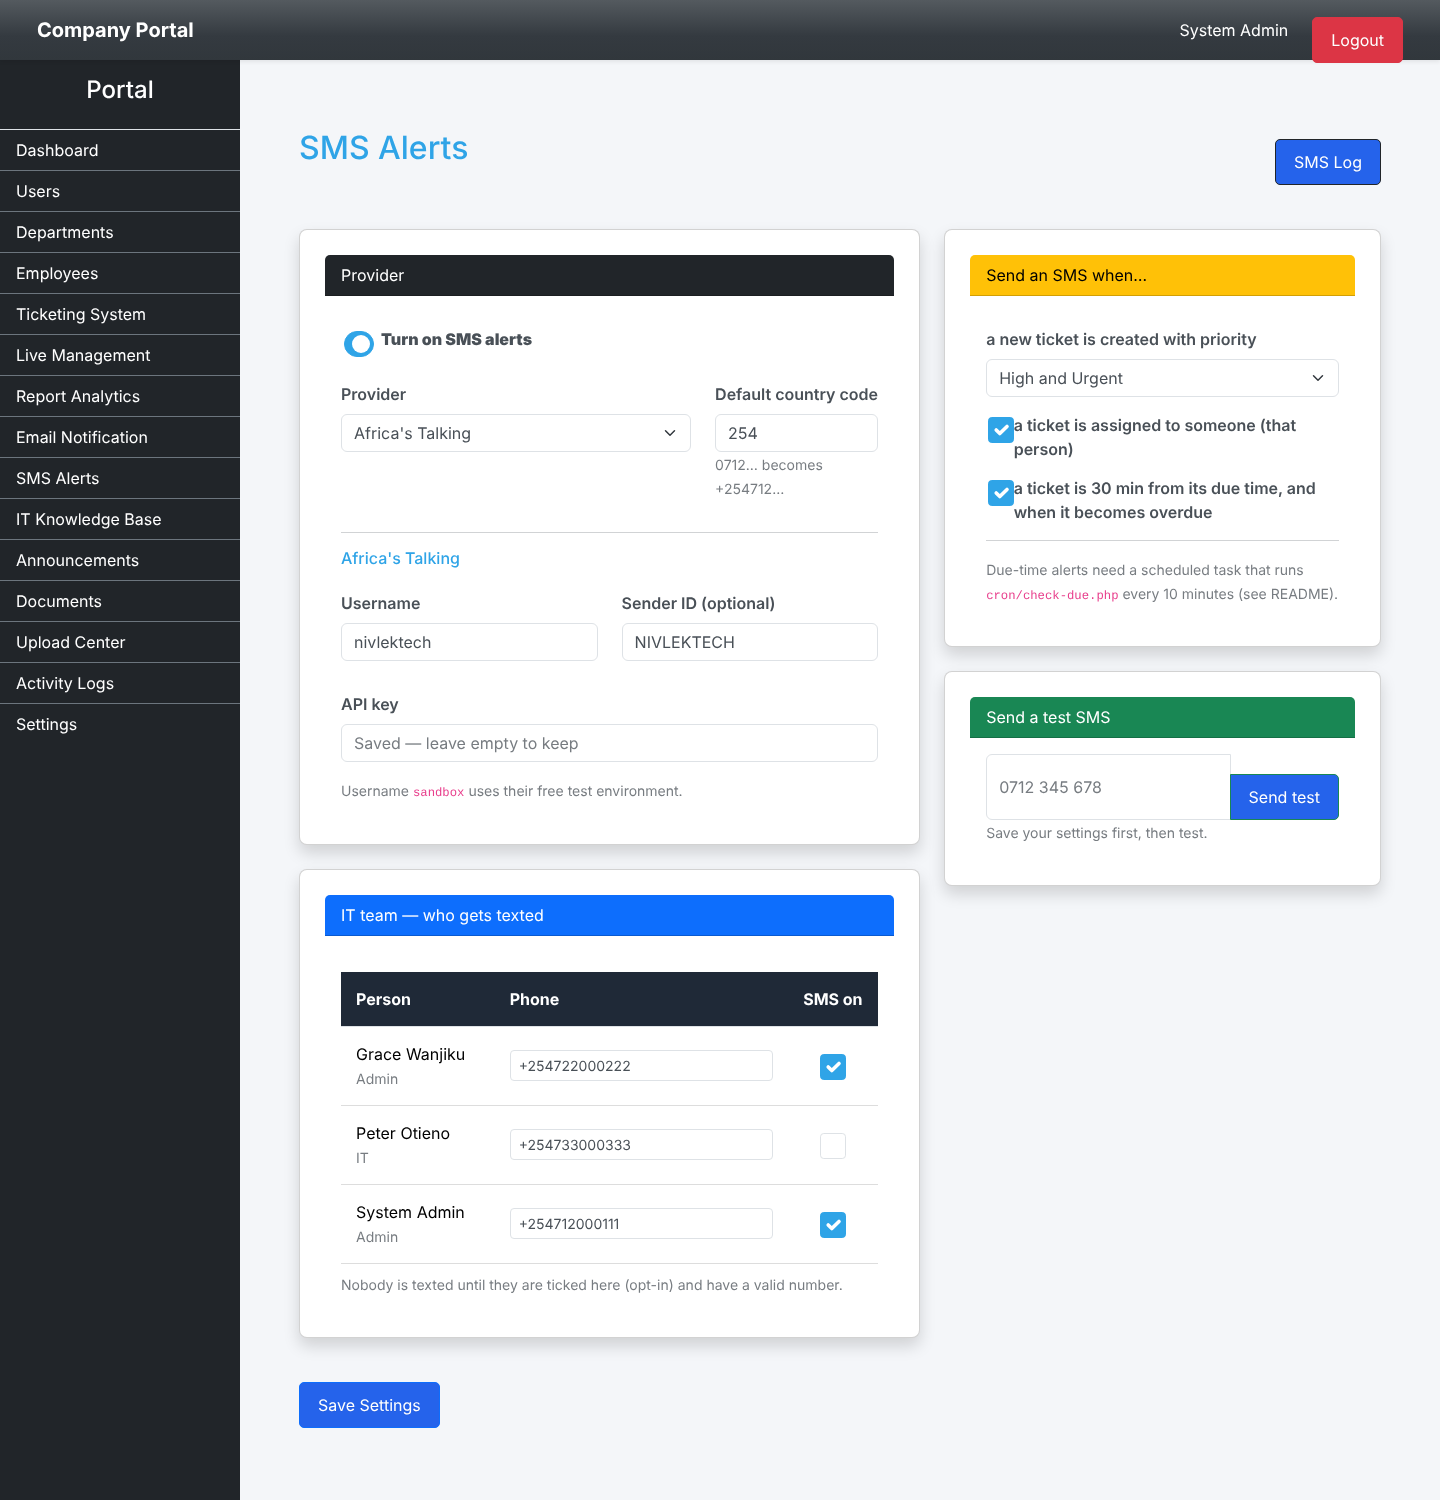 Company Portal
System Admin
Logout
Portal
Dashboard
Users
Departments
Employees
Ticketing System
Live Management
Report Analytics
Email Notification
SMS Alerts
IT Knowledge Base
Announcements
Documents
Upload Center
Activity Logs
Settings
SMS Alerts
SMS Log
Provider
Turn on SMS alerts
Provider
Default country code
Africa's Talking
254
0712... becomes
+254712...
Africa's Talking
Username
Sender ID (optional)
nivlektech
NIVLEKTECH
API key
Saved — leave empty to keep
Username sandbox uses their free test environment.
IT team — who gets texted
Person
Phone
SMS on
Grace Wanjiku
Admin
+254722000222
Peter Otieno
IT
+254733000333
System Admin
Admin
+254712000111
Nobody is texted until they are ticked here (opt-in) and have a valid number.
Save Settings
Send an SMS when...
a new ticket is created with priority
High and Urgent
a ticket is assigned to someone (that
person)
a ticket is 30 min from its due time, and
when it becomes overdue
Due-time alerts need a scheduled task that runs
cron/check-due.php every 10 minutes (see README).
Send a test SMS
0712 345 678
Send test
Save your settings first, then test.